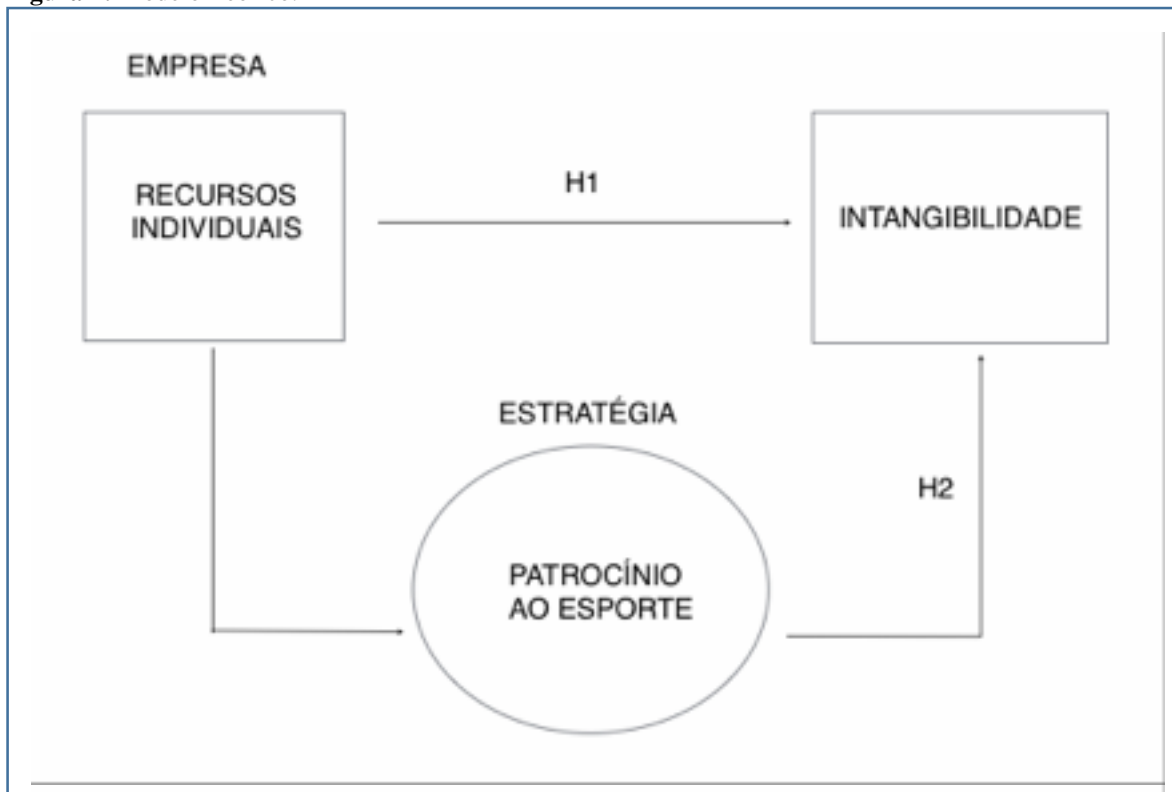 EMPRESA
RECURSOS
INDIVIDUAIS
H1
INTANGIBILIDADE
ESTRATÉGIA
PATROCÍNIO
AO ESPORTE
H2